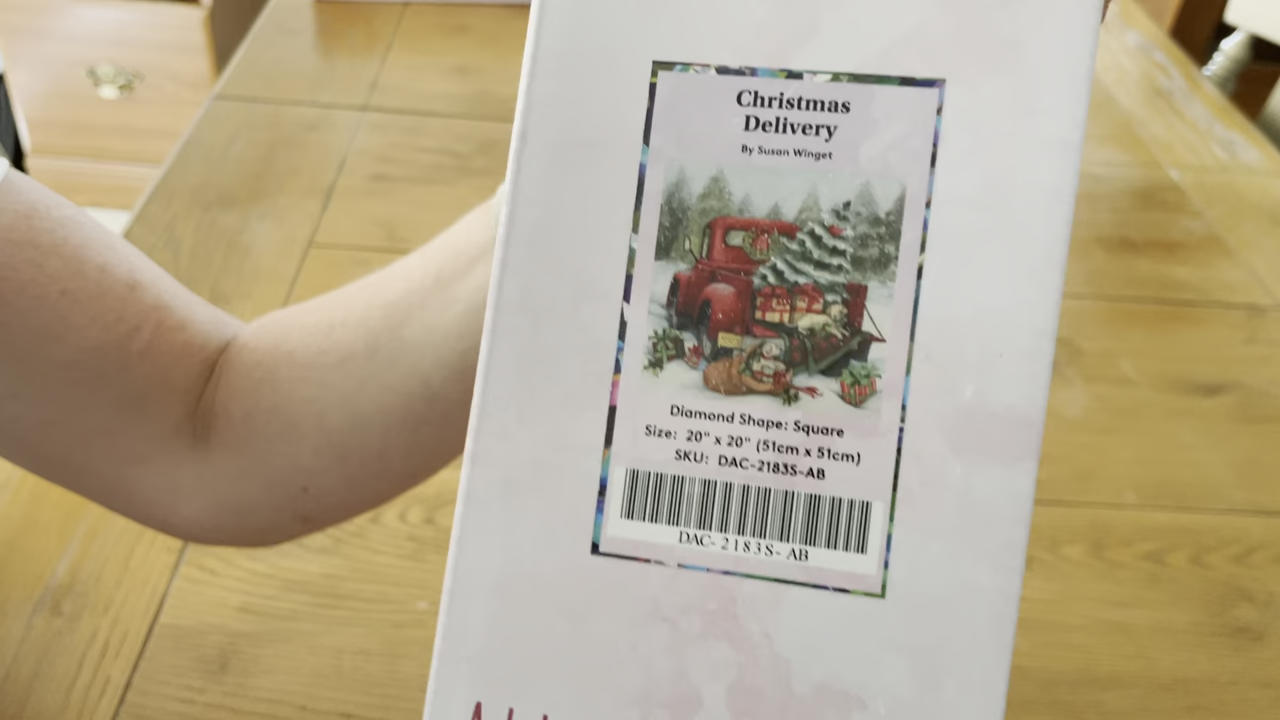 Christmas
Delivery
By Susan Winget
Diamond Shape: Square
Size: 20" x 20" (51cm x 51cm)
SKU: DAC-2183S-AB
DAC-2183S-AB